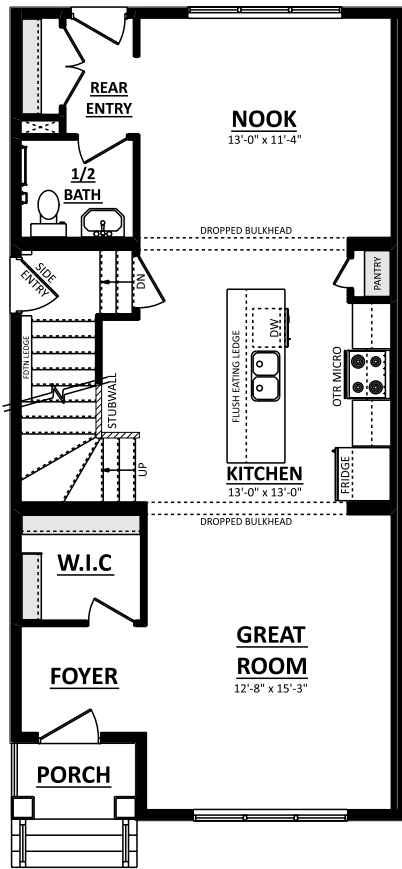 REAR
ENTRY
NOOK
13'-0" x 11'-4"
1/2
BATH
DROPPED BULKHEAD
SIDE
ENTRY
DN
PANTRY
FDTN LEDGE
FLUSH EATING LEDGE
DW
OTR MICRO
STUBWALL
UP
KITCHEN
13'-0" x 13'-0"
FRIDGE
DROPPED BULKHEAD
W.I.C
GREAT
ROOM
12'-8" x 15'-3"
FOYER
PORCH